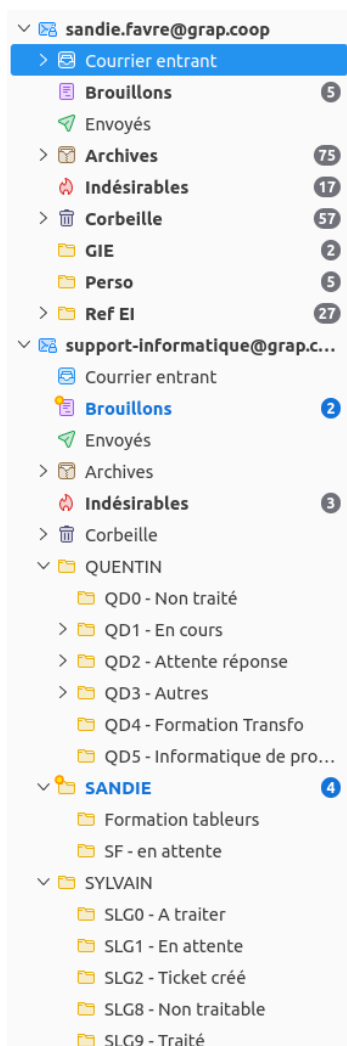 sandie.favre@grap.coop
Courrier entrant
Brouillons 5
Envoyés
Archives 75
Indésirables 17
Corbeille 57
GIE 2
Perso 5
Ref EI 27
support-informatique@grap.c...
Courrier entrant
Brouillons 2
Envoyés
Archives
Indésirables 3
Corbeille
QUENTIN
QD0 - Non traité
QD1 - En cours
QD2 - Attente réponse
QD3 - Autres
QD4 - Formation Transfo
QD5 - Informatique de pro...
SANDIE 4
Formation tableurs
SF - en attente
SYLVAIN
SLG0 - A traiter
SLG1 - En attente
SLG2 - Ticket créé
SLG8 - Non traitable
SLG9 - Traité